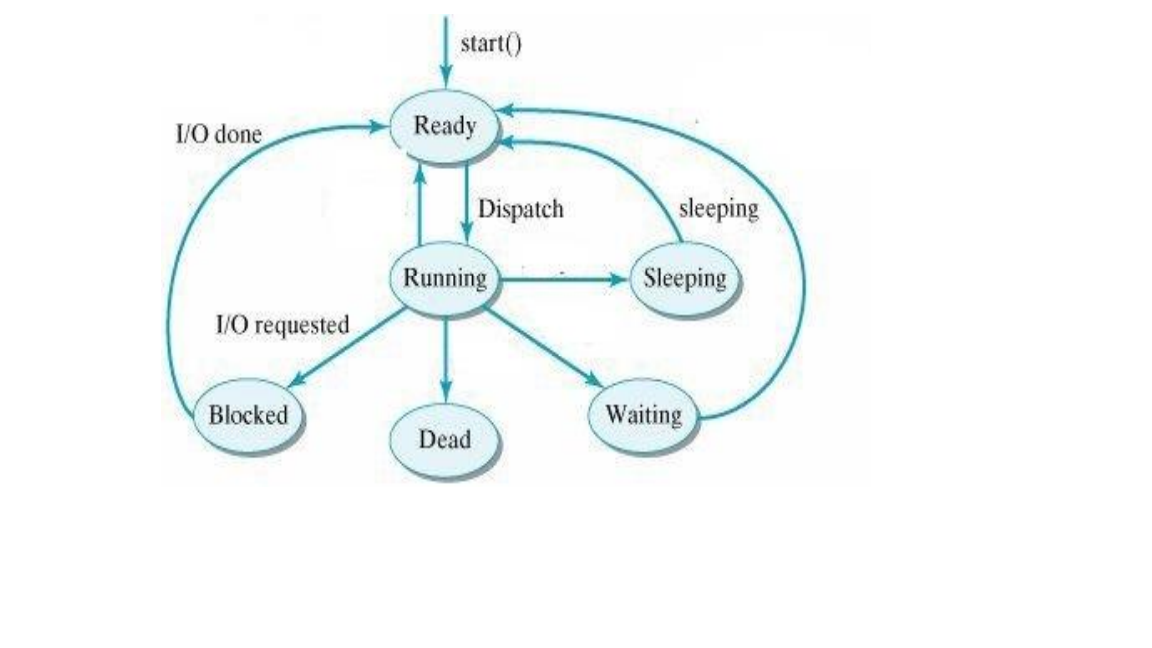 start()
I/O done
Ready
Dispatch
sleeping
Running
Sleeping
I/O requested
Blocked
Waiting
Dead